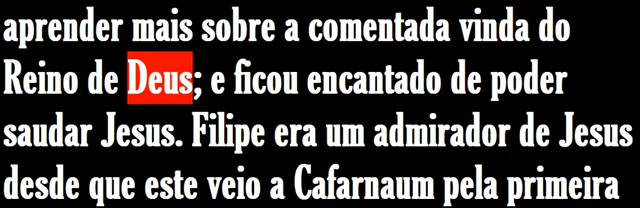 aprender mais sobre a comentada vinda do
Reino de Deus; e ficou encantado de poder
saudar Jesus. Filipe era um admirador de Jesus
desde que este veio a Cafarnaum pela primeira